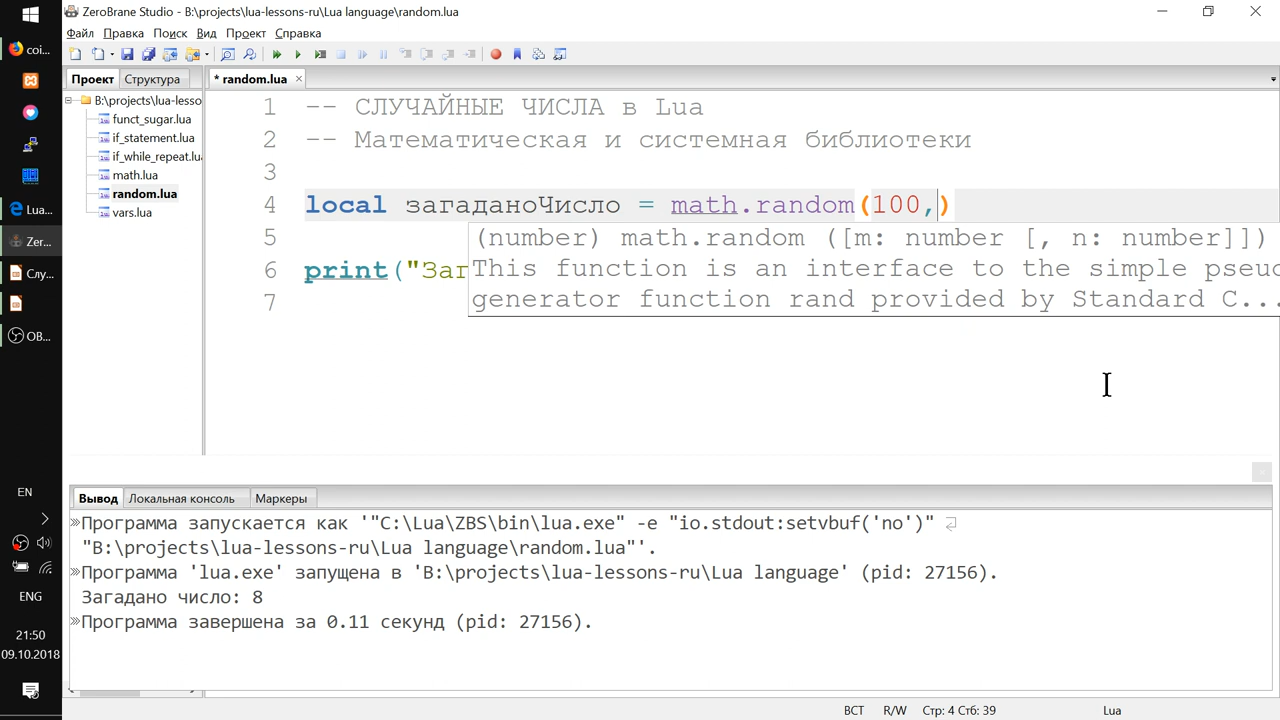 ZeroBrane Studio - B:\projects\lua-lessons-ru\Lua language\random.lua
Файл Правка Поиск Вид Проект Справка
Проект Структура
* random.lua
B:\projects\lua-lesso
funct_sugar.lua
if_statement.lua
if_while_repeat.lu
math.lua
random.lua
vars.lua
1 -- СЛУЧАЙНЫЕ ЧИСЛА в Lua
2 -- Математическая и системная библиотеки
3
4 local загаданоЧисло = math.random(100,)
5
(number) math.random ([m: number [, n: number]])
6 print("Заг
This function is an interface to the simple pseud
7
generator function rand provided by Standard C...
Вывод Локальная консоль Маркеры
Программа запускается как '"C:\Lua\ZBS\bin\lua.exe" -e "io.stdout:setvbuf('no')"
"B:\projects\lua-lessons-ru\Lua language\random.lua"'.
Программа 'lua.exe' запущена в 'B:\projects\lua-lessons-ru\Lua language' (pid: 27156).
Загадано число: 8
Программа завершена за 0.11 секунд (pid: 27156).
ВСТ R/W Стр: 4 Стб: 39 Lua
coi...
Lua...
Zer...
Слу...
OB...
EN
ENG
21:50
09.10.2018